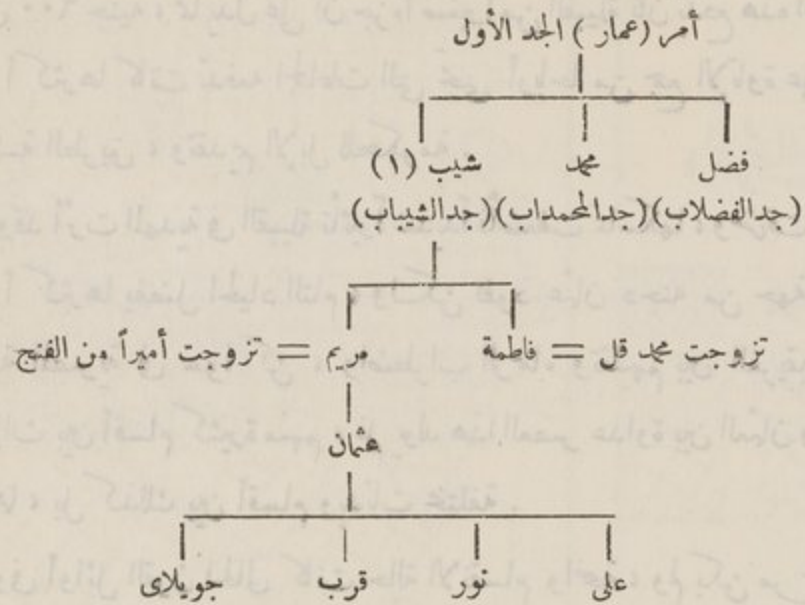 أمر (عمار) الجد الأول
فضل محمد شيب (١)
(جد الفضلاب) (جد المحمداب) (جد الشيباب)
تزوجت محمد قل = فاطمة مريم = تزوجت أميراً من الفنج
عثمان
على نور قرب جويلاى